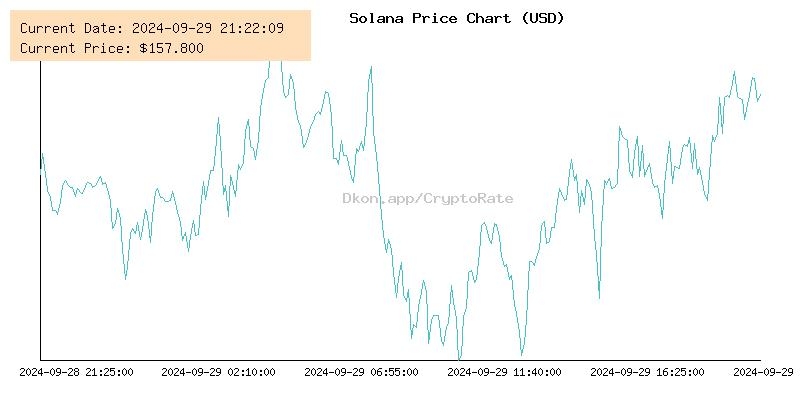 Solana Price Chart (USD)
Current Date: 2024-09-29 21:22:09
Current Price: $157.800
Dkon.app/CryptoRate
2024-09-28 21:25:00 2024-09-29 02:10:00 2024-09-29 06:55:00 2024-09-29 11:40:00 2024-09-29 16:25:00 2024-09-29